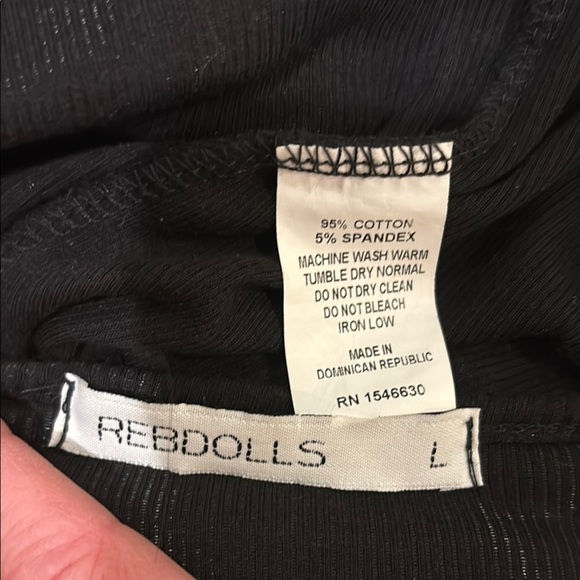 95% COTTON
5% SPANDEX
MACHINE WASH WARM
TUMBLE DRY NORMAL
DO NOT DRY CLEAN
DO NOT BLEACH
IRON LOW
MADE IN
DOMINICAN REPUBLIC
RN 1546630
REBDOLLS L